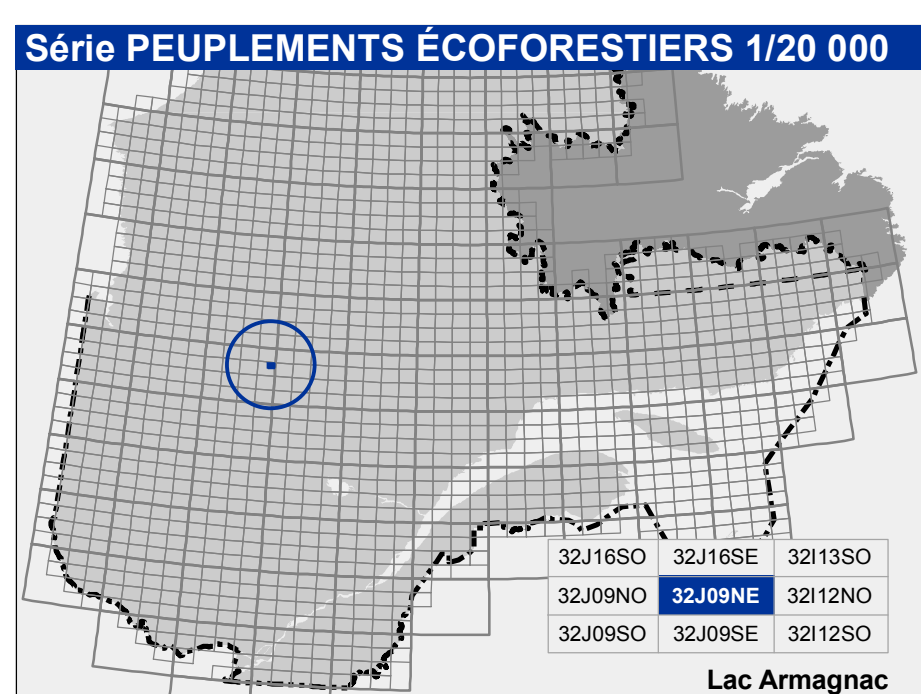 Série PEUPLEMENTS ÉCOFORESTIERS 1/20 000
32J16SO 32J16SE 32I13SO
32J09NO 32J09NE 32I12NO
32J09SO 32J09SE 32I12SO
Lac Armagnac